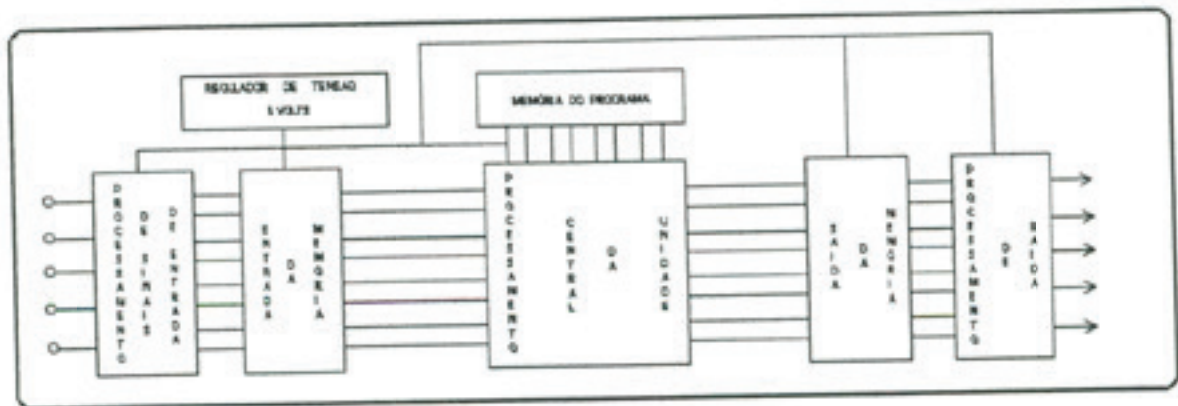 REGULADOR DE TENSAO
5 VOLTS
MEMÓRIA DO PROGRAMA
PROCESSAMENTO
DE SINAIS
DE ENTRADA
ENTRADA
DA
MEMORIA
PROCESSAMENTO
CENTRAL
DA
UNIDADE
SAIDA
DA
MEMORIA
PROCESSAMENTO
DE
SAIDA